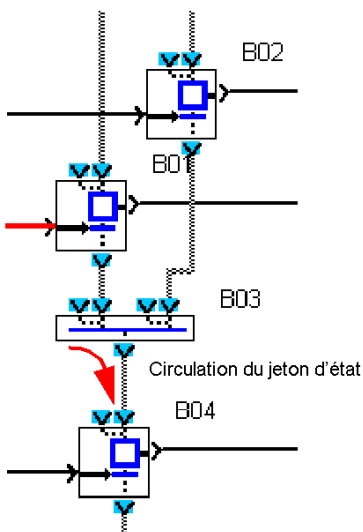 B02
B01
B03
Circulation du jeton d'état
B04